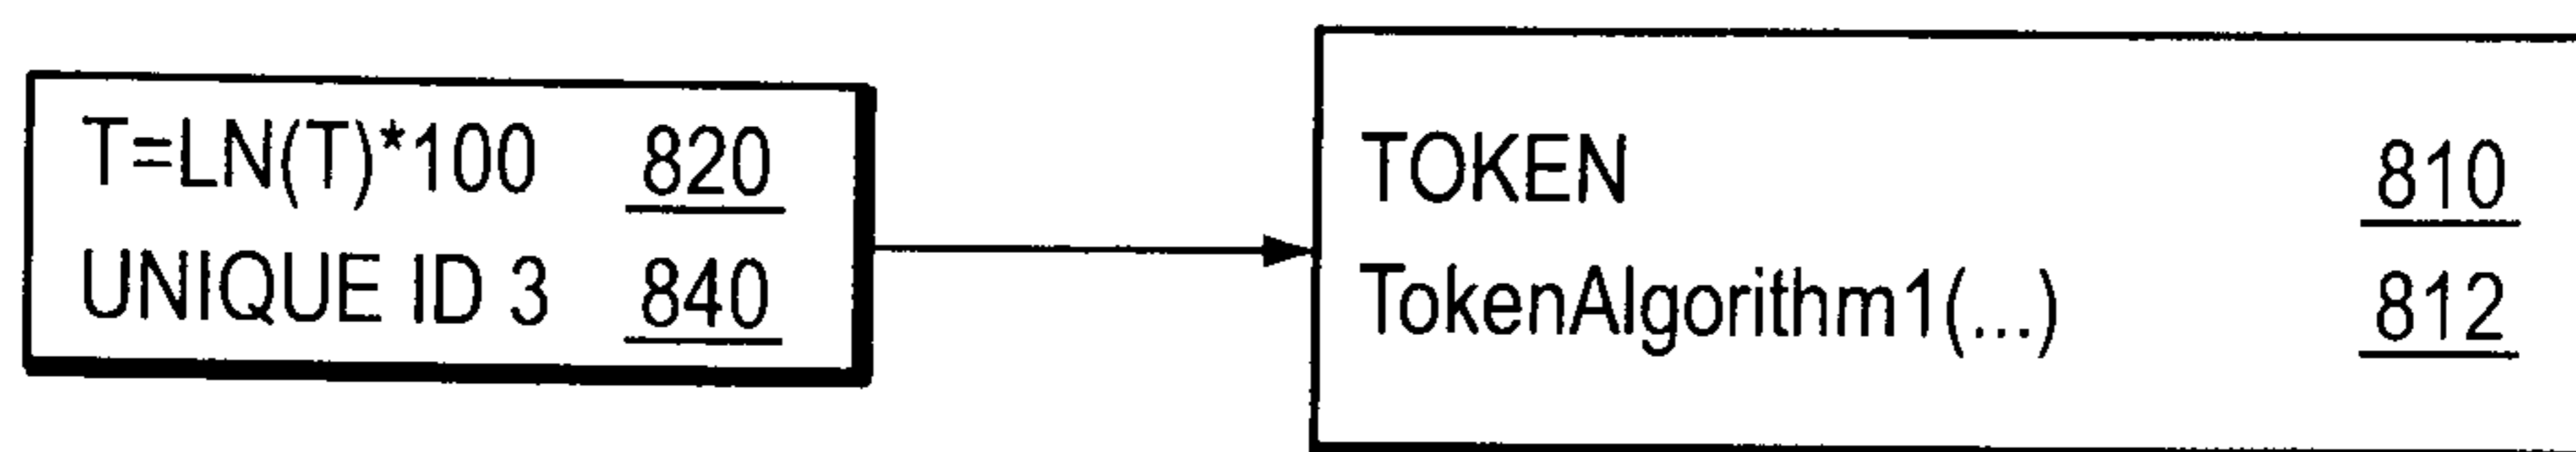 T=LN(T)*100 820
UNIQUE ID 3 840
TOKEN 810
TokenAlgorithm1(...) 812